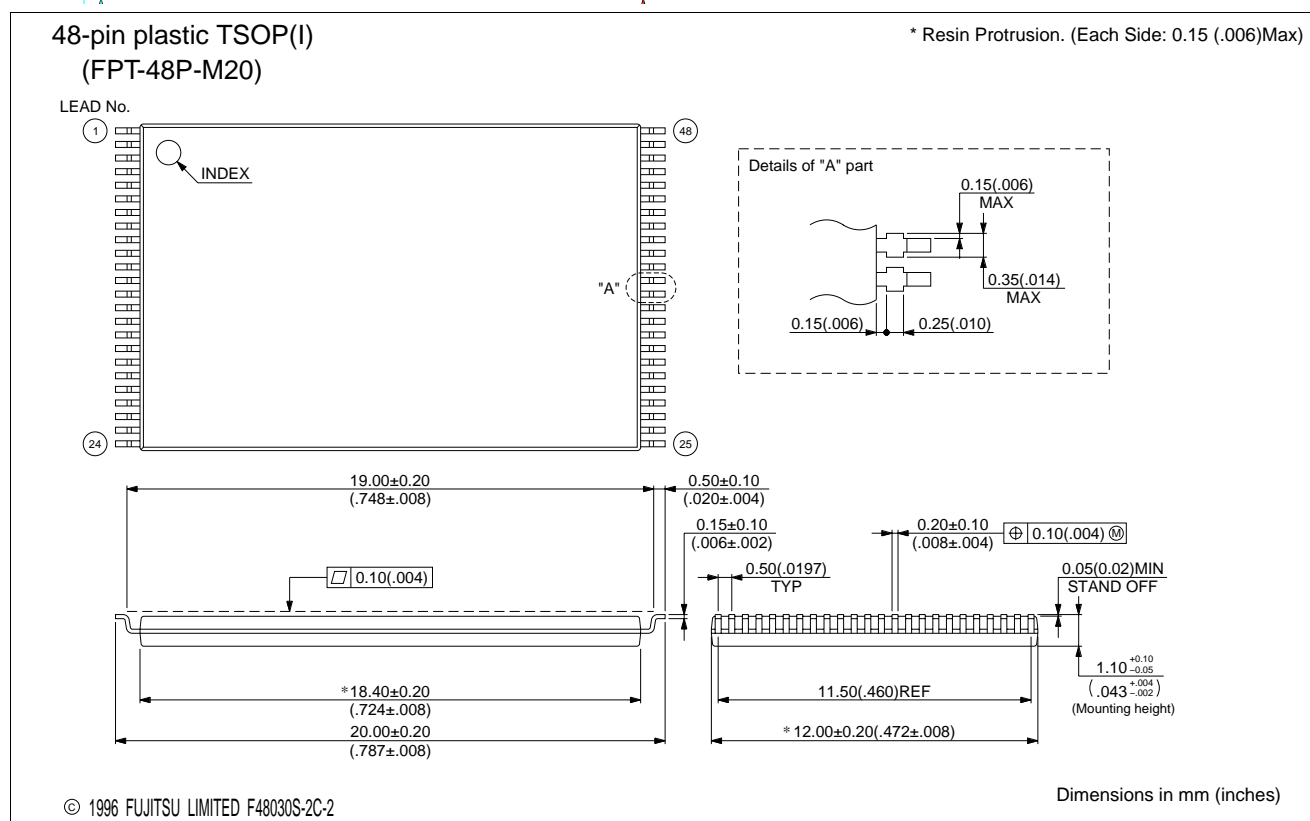 48-pin plastic TSOP(I)
(FPT-48P-M20)
* Resin Protrusion. (Each Side: 0.15 (.006)Max)
LEAD No.
1
48
INDEX
"A"
24
25
Details of "A" part
0.15(.006)
MAX
0.35(.014)
MAX
0.15(.006)
0.25(.010)
19.00±0.20
(.748±.008)
0.50±0.10
(.020±.004)
0.15±0.10
(.006±.002)
0.10(.004)
*18.40±0.20
(.724±.008)
20.00±0.20
(.787±.008)
0.20±0.10
(.008±.004)
⌖ 0.10(.004) Ⓜ
0.50(.0197)
TYP
0.05(0.02)MIN
STAND OFF
1.10 +0.10 −0.05
(.043 +.004 −.002)
(Mounting height)
11.50(.460)REF
*12.00±0.20(.472±.008)
© 1996 FUJITSU LIMITED F48030S-2C-2
Dimensions in mm (inches)